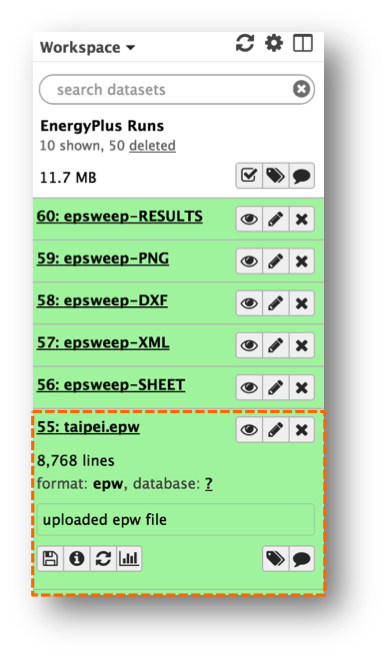 Workspace
search datasets
EnergyPlus Runs
10 shown, 50 deleted
11.7 MB
60: epsweep-RESULTS
59: epsweep-PNG
58: epsweep-DXF
57: epsweep-XML
56: epsweep-SHEET
55: taipei.epw
8,768 lines
format: epw, database: ?
uploaded epw file